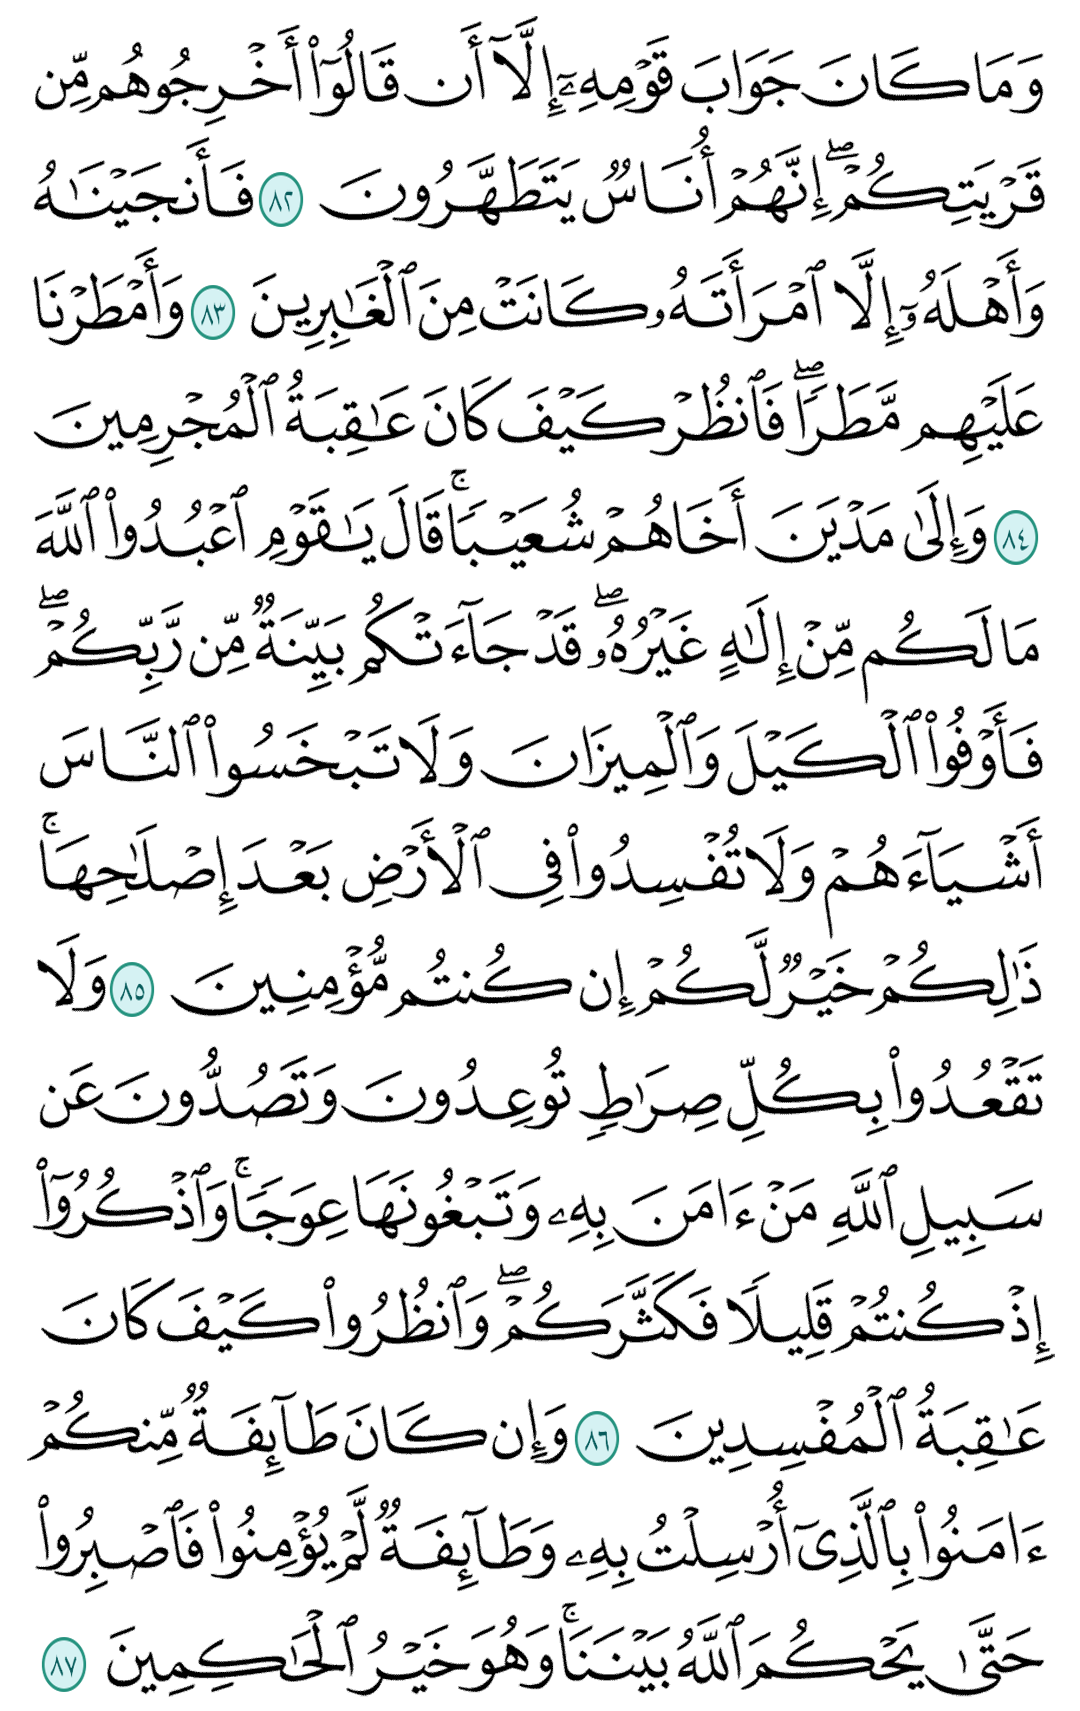 وَمَا كَانَ جَوَابَ قَوْمِهِۦٓ إِلَّآ أَن قَالُوٓا۟ أَخْرِجُوهُم مِّن
قَرْيَتِكُمْ ۖ إِنَّهُمْ أُنَاسٌ يَتَطَهَّرُونَ ٨٢ فَأَنجَيْنَـٰهُ
وَأَهْلَهُۥٓ إِلَّا ٱمْرَأَتَهُۥ كَانَتْ مِنَ ٱلْغَـٰبِرِينَ ٨٣ وَأَمْطَرْنَا
عَلَيْهِم مَّطَرًا ۖ فَٱنظُرْ كَيْفَ كَانَ عَـٰقِبَةُ ٱلْمُجْرِمِينَ
٨٤ وَإِلَىٰ مَدْيَنَ أَخَاهُمْ شُعَيْبًا ۚ قَالَ يَـٰقَوْمِ ٱعْبُدُوا۟ ٱللَّهَ
مَا لَكُم مِّنْ إِلَـٰهٍ غَيْرُهُۥ ۖ قَدْ جَآءَتْكُم بَيِّنَةٌ مِّن رَّبِّكُمْ ۖ
فَأَوْفُوا۟ ٱلْكَيْلَ وَٱلْمِيزَانَ وَلَا تَبْخَسُوا۟ ٱلنَّاسَ
أَشْيَآءَهُمْ وَلَا تُفْسِدُوا۟ فِى ٱلْأَرْضِ بَعْدَ إِصْلَـٰحِهَا ۚ
ذَٰلِكُمْ خَيْرٌ لَّكُمْ إِن كُنتُم مُّؤْمِنِينَ ٨٥ وَلَا
تَقْعُدُوا۟ بِكُلِّ صِرَٰطٍ تُوعِدُونَ وَتَصُدُّونَ عَن
سَبِيلِ ٱللَّهِ مَنْ ءَامَنَ بِهِۦ وَتَبْغُونَهَا عِوَجًا ۚ وَٱذْكُرُوٓا۟
إِذْ كُنتُمْ قَلِيلًا فَكَثَّرَكُمْ ۖ وَٱنظُرُوا۟ كَيْفَ كَانَ
عَـٰقِبَةُ ٱلْمُفْسِدِينَ ٨٦ وَإِن كَانَ طَآئِفَةٌ مِّنكُمْ
ءَامَنُوا۟ بِٱلَّذِىٓ أُرْسِلْتُ بِهِۦ وَطَآئِفَةٌ لَّمْ يُؤْمِنُوا۟ فَٱصْبِرُوا۟
حَتَّىٰ يَحْكُمَ ٱللَّهُ بَيْنَنَا ۚ وَهُوَ خَيْرُ ٱلْحَـٰكِمِينَ ٨٧